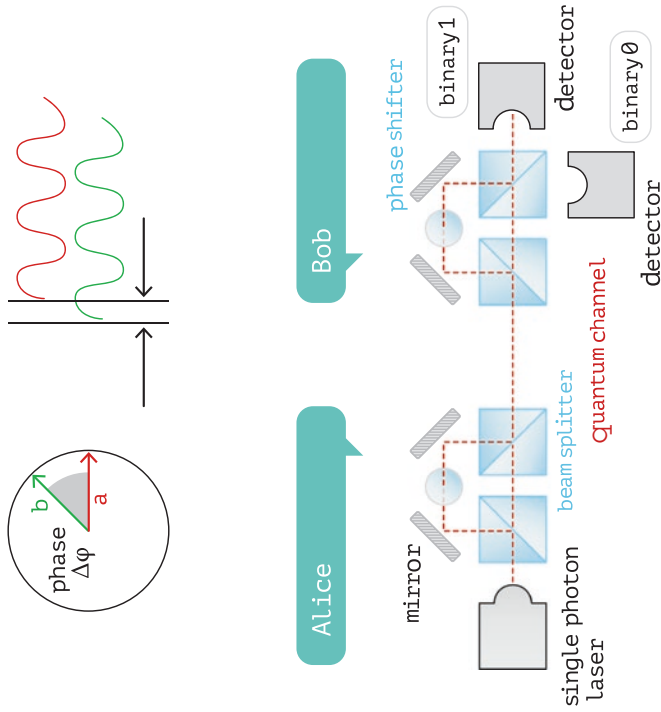 phase
Δφ
b
a
Alice
Bob
mirror
phase shifter
binary1
detector
binary0
detector
single photon
laser
beam splitter
quantum channel